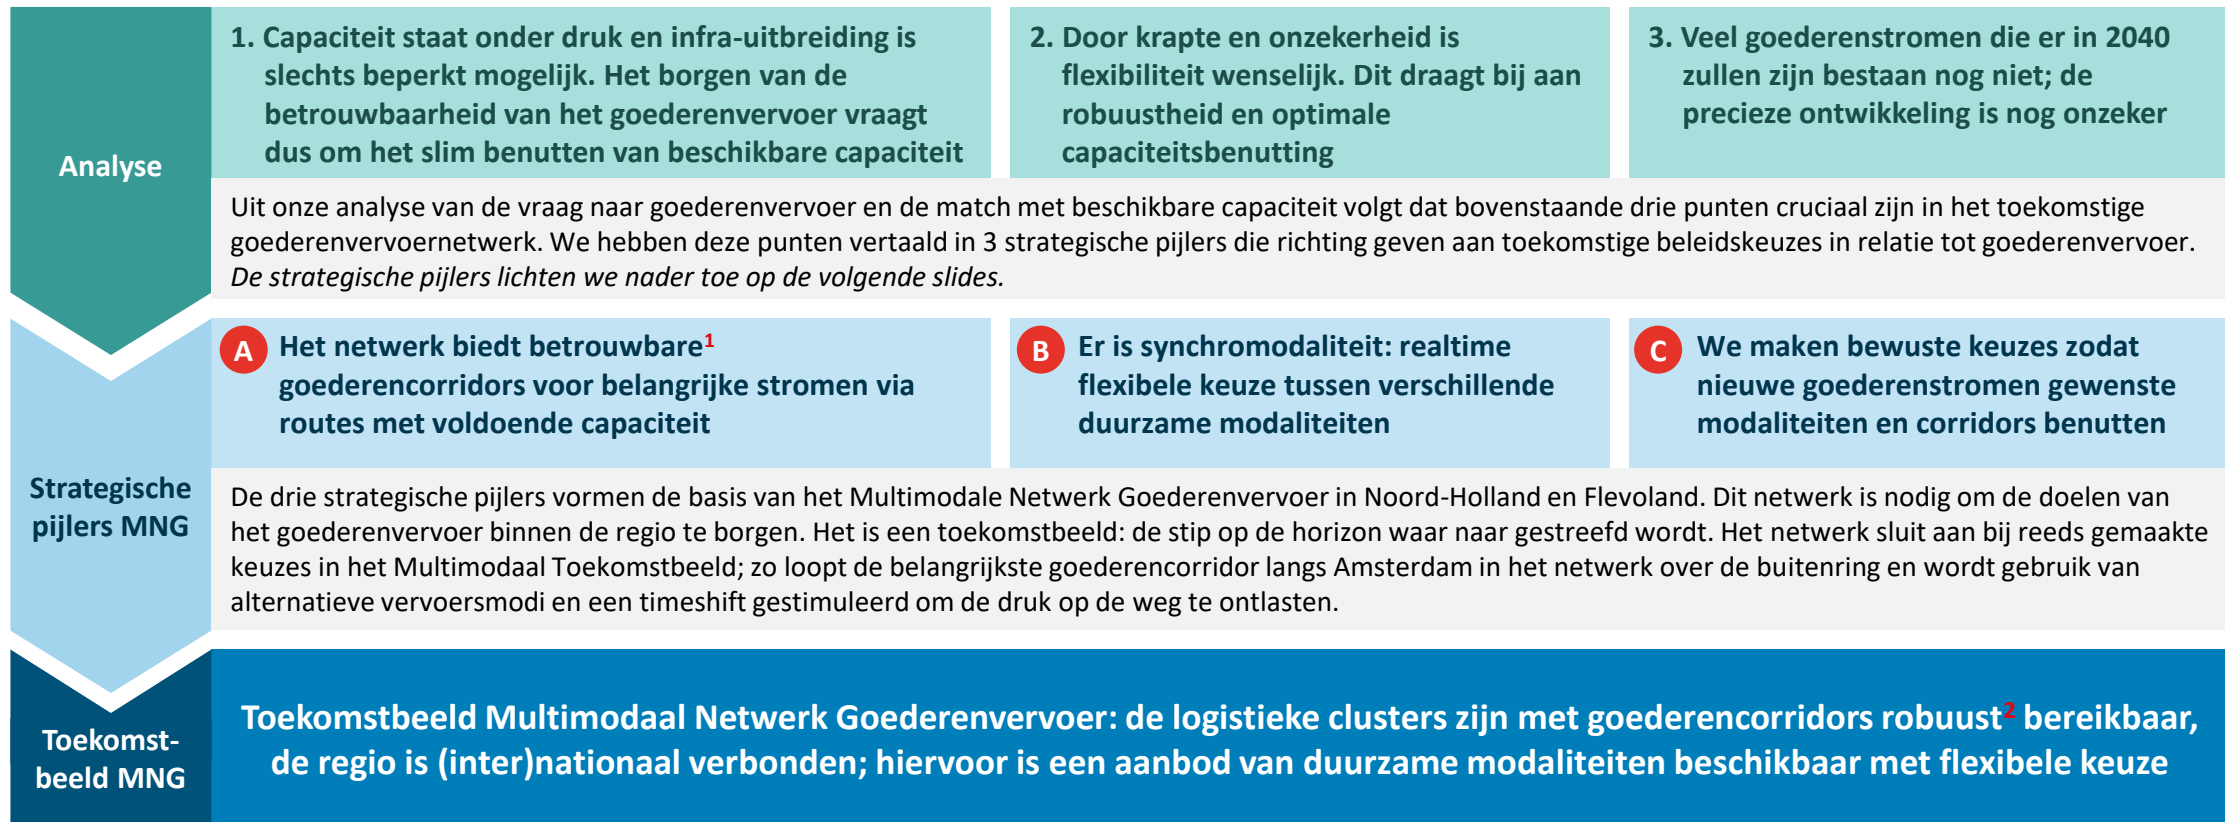 Analyse
1. Capaciteit staat onder druk en infra-uitbreiding is
slechts beperkt mogelijk. Het borgen van de
betrouwbaarheid van het goederenvervoer vraagt
dus om het slim benutten van beschikbare capaciteit
2. Door krapte en onzekerheid is
flexibiliteit wenselijk. Dit draagt bij aan
robuustheid en optimale
capaciteitsbenutting
3. Veel goederenstromen die er in 2040
zullen zijn bestaan nog niet; de
precieze ontwikkeling is nog onzeker
Uit onze analyse van de vraag naar goederenvervoer en de match met beschikbare capaciteit volgt dat bovenstaande drie punten cruciaal zijn in het toekomstige
goederenvervoernetwerk. We hebben deze punten vertaald in 3 strategische pijlers die richting geven aan toekomstige beleidskeuzes in relatie tot goederenvervoer.
De strategische pijlers lichten we nader toe op de volgende slides.
Strategische
pijlers MNG
A Het netwerk biedt betrouwbare¹
goederencorridors voor belangrijke stromen via
routes met voldoende capaciteit
B Er is synchromodaliteit: realtime
flexibele keuze tussen verschillende
duurzame modaliteiten
C We maken bewuste keuzes zodat
nieuwe goederenstromen gewenste
modaliteiten en corridors benutten
De drie strategische pijlers vormen de basis van het Multimodale Netwerk Goederenvervoer in Noord-Holland en Flevoland. Dit netwerk is nodig om de doelen van
het goederenvervoer binnen de regio te borgen. Het is een toekomstbeeld: de stip op de horizon waar naar gestreefd wordt. Het netwerk sluit aan bij reeds gemaakte
keuzes in het Multimodaal Toekomstbeeld; zo loopt de belangrijkste goederencorridor langs Amsterdam in het netwerk over de buitenring en wordt gebruik van
alternatieve vervoersmodi en een timeshift gestimuleerd om de druk op de weg te ontlasten.
Toekomst-
beeld MNG
Toekomstbeeld Multimodaal Netwerk Goederenvervoer: de logistieke clusters zijn met goederencorridors robuust² bereikbaar,
de regio is (inter)nationaal verbonden; hiervoor is een aanbod van duurzame modaliteiten beschikbaar met flexibele keuze